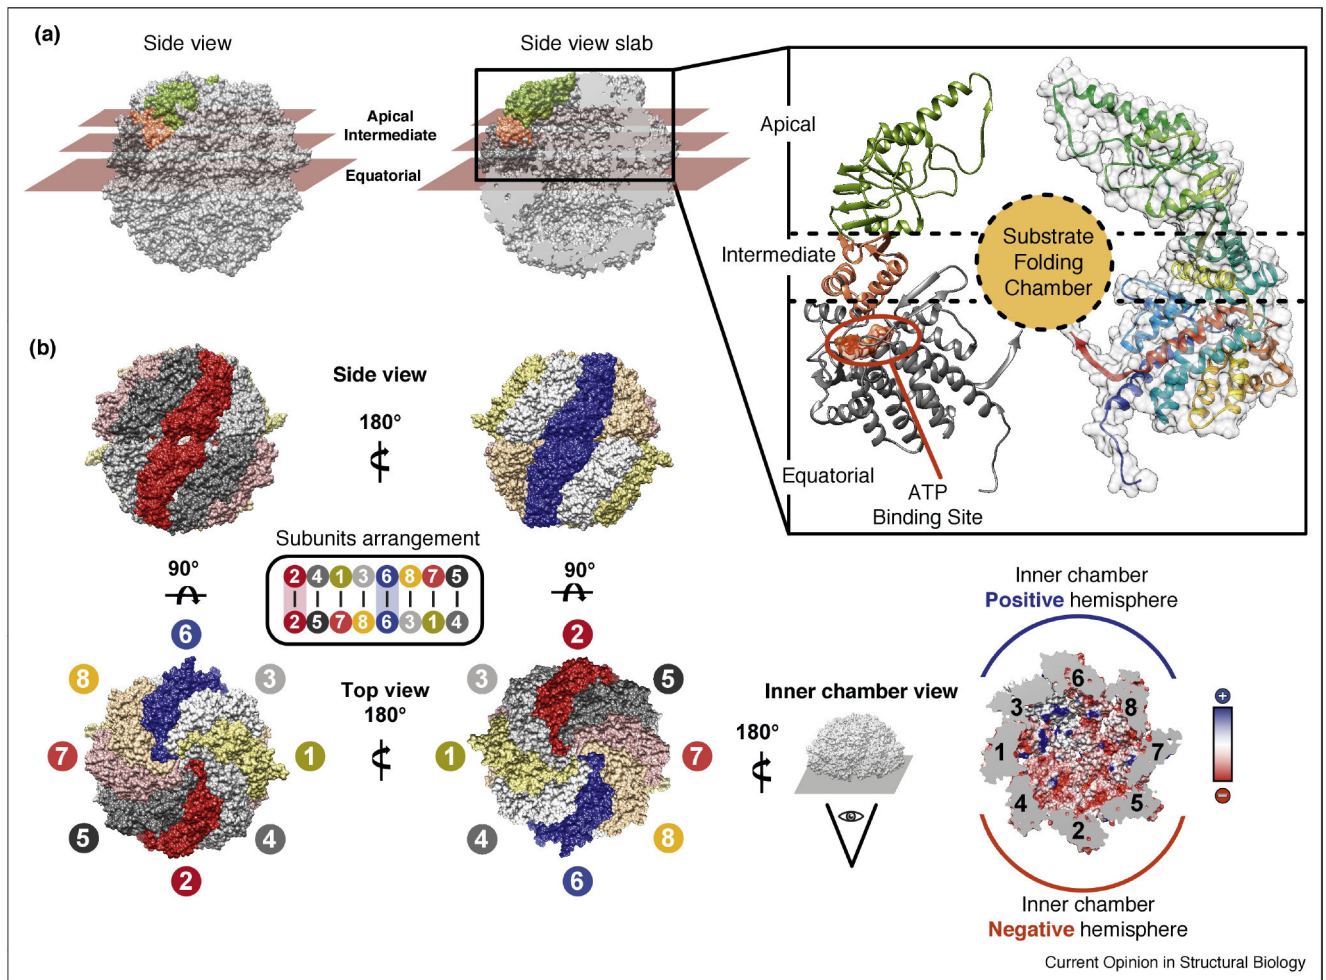 (a)
Side view
Side view slab
Apical
Intermediate
Equatorial
Apical
Intermediate
Equatorial
Substrate
Folding
Chamber
ATP
Binding Site
(b)
Side view
180°
Subunits arrangement
2 4 1 3 6 8 7 5
2 5 7 8 6 3 1 4
90°
90°
6
8
3
7
1
5
4
2
Top view
180°
2
3
5
1
7
4
8
6
Inner chamber view
180°
Inner chamber
Positive hemisphere
6
3
8
1
7
4
5
2
+
−
Inner chamber
Negative hemisphere
Current Opinion in Structural Biology